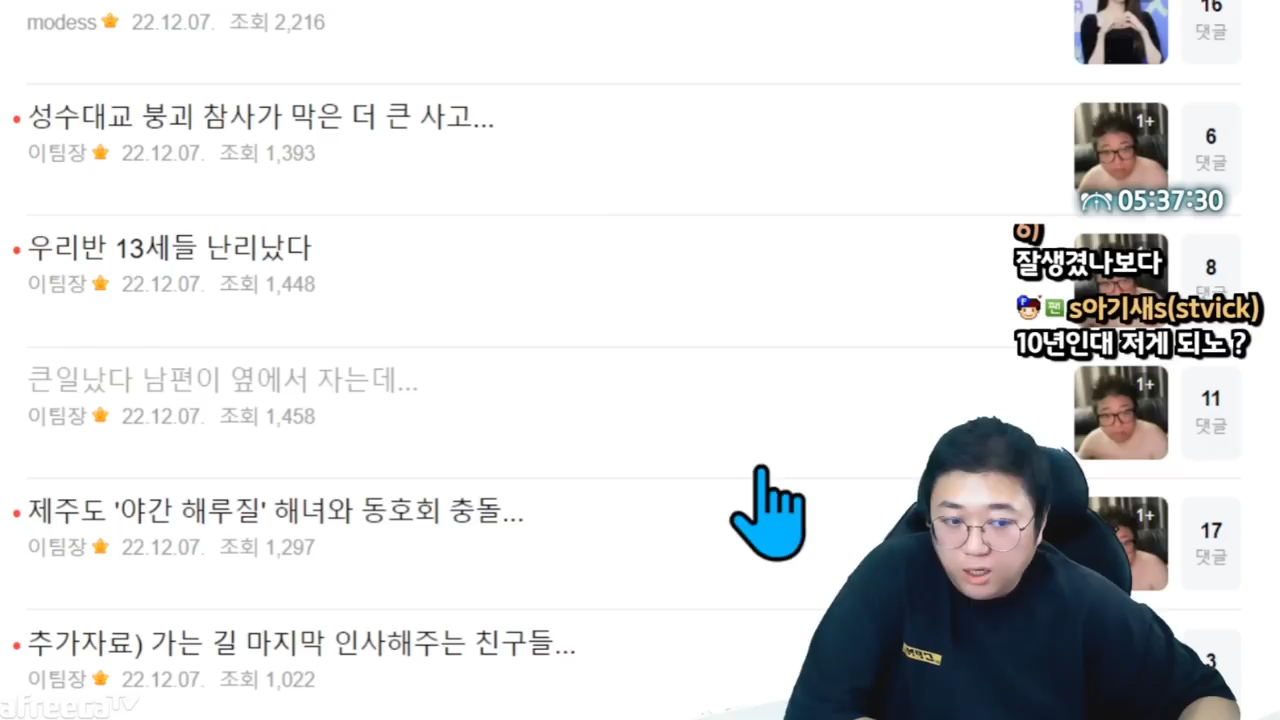 modess 22.12.07. 조회 2,216
16
댓글
성수대교 붕괴 참사가 막은 더 큰 사고...
이팀장 22.12.07. 조회 1,393
1+
6
댓글
05:37:30
우리반 13세들 난리났다
이팀장 22.12.07. 조회 1,448
8
댓글
잘생겼나보다
팬 s아기새s(stvick)
10년인대 저게 되노 ?
큰일났다 남편이 옆에서 자는데...
이팀장 22.12.07. 조회 1,458
1+
11
댓글
제주도 '야간 해루질' 해녀와 동호회 충돌...
이팀장 22.12.07. 조회 1,297
1+
17
댓글
추가자료) 가는 길 마지막 인사해주는 친구들...
이팀장 22.12.07. 조회 1,022
3
afreecaTV